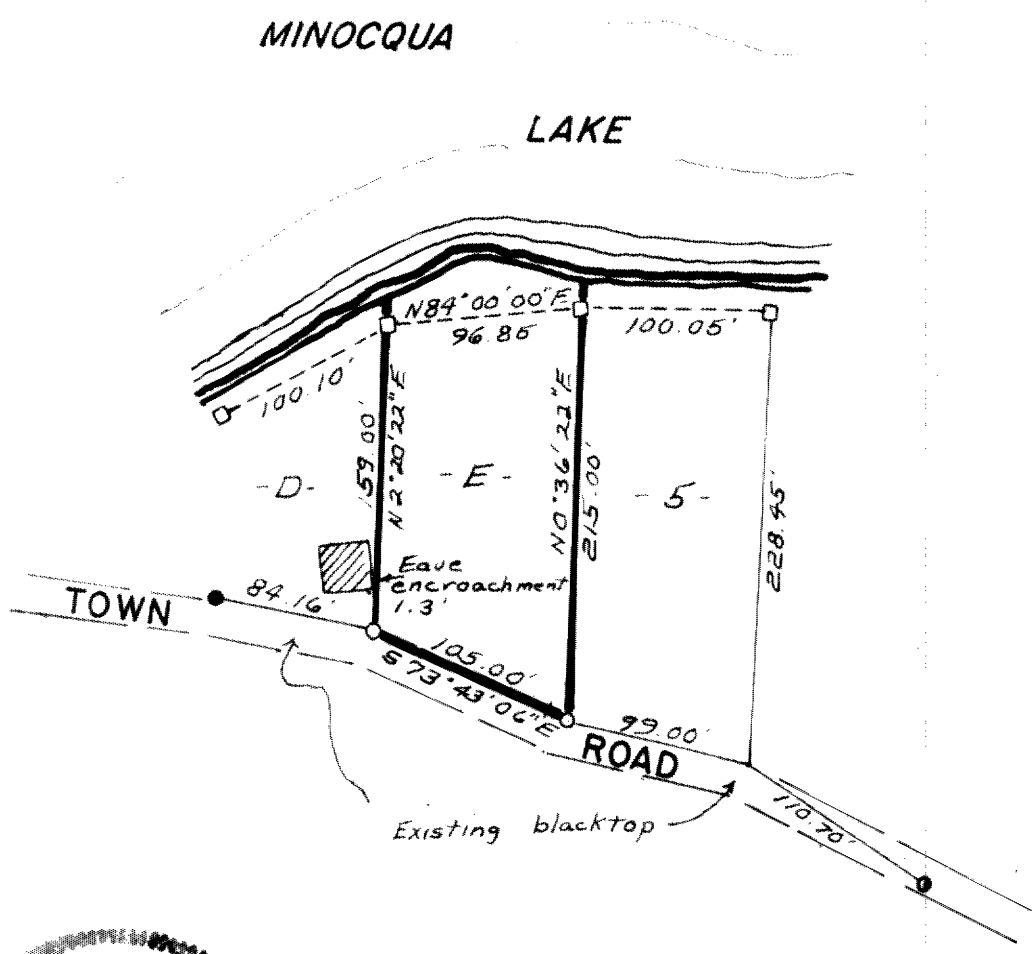 MINOCQUA
LAKE
N84°00'00"E
96.85
100.05'
100.10'
159.00'
N2°20'22"E
N0°36'22"E
215.00'
228.45'
-D-
-E-
-5-
Eave
encroachment
1.3'
84.16'
TOWN
105.00'
S73°43'06"E
99.00'
ROAD
110.70'
Existing blacktop